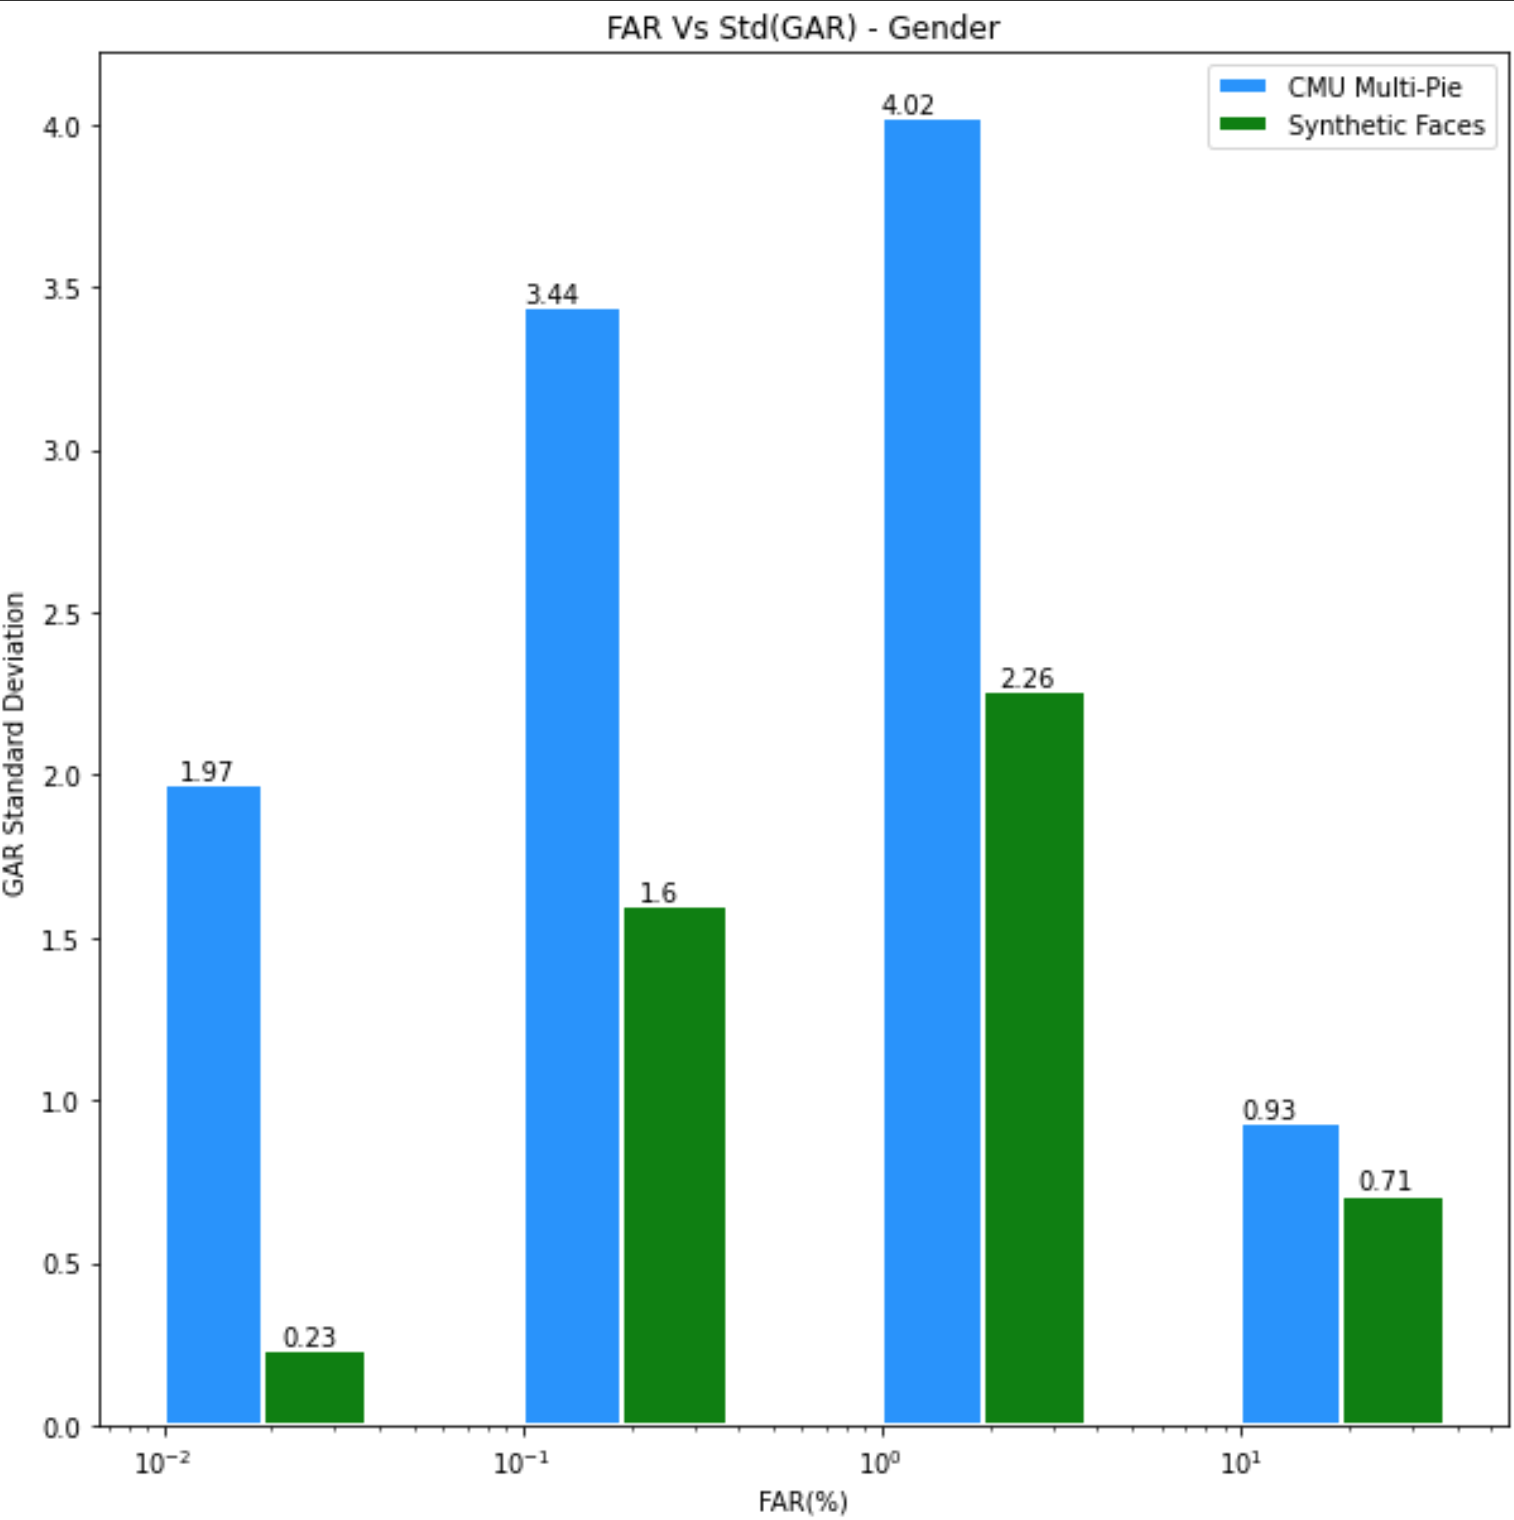 FAR Vs Std(GAR) - Gender
CMU Multi-Pie
Synthetic Faces
4.02
4.0
3.5
3.44
3.0
2.5
2.26
GAR Standard Deviation
2.0
1.97
1.6
1.5
1.0
0.93
0.71
0.5
0.23
0.0
10⁻² 10⁻¹ 10⁰ 10¹
FAR(%)